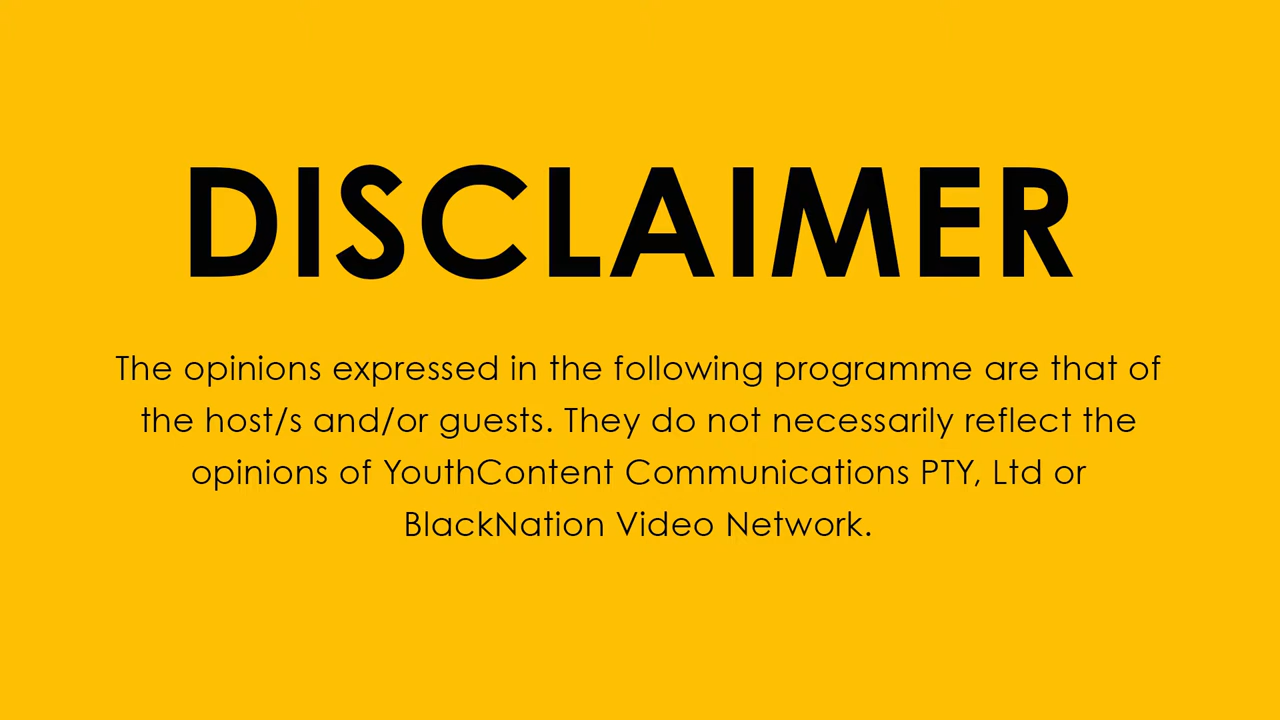 DISCLAIMER
The opinions expressed in the following programme are that of
the host/s and/or guests. They do not necessarily reflect the
opinions of YouthContent Communications PTY, Ltd or
BlackNation Video Network.